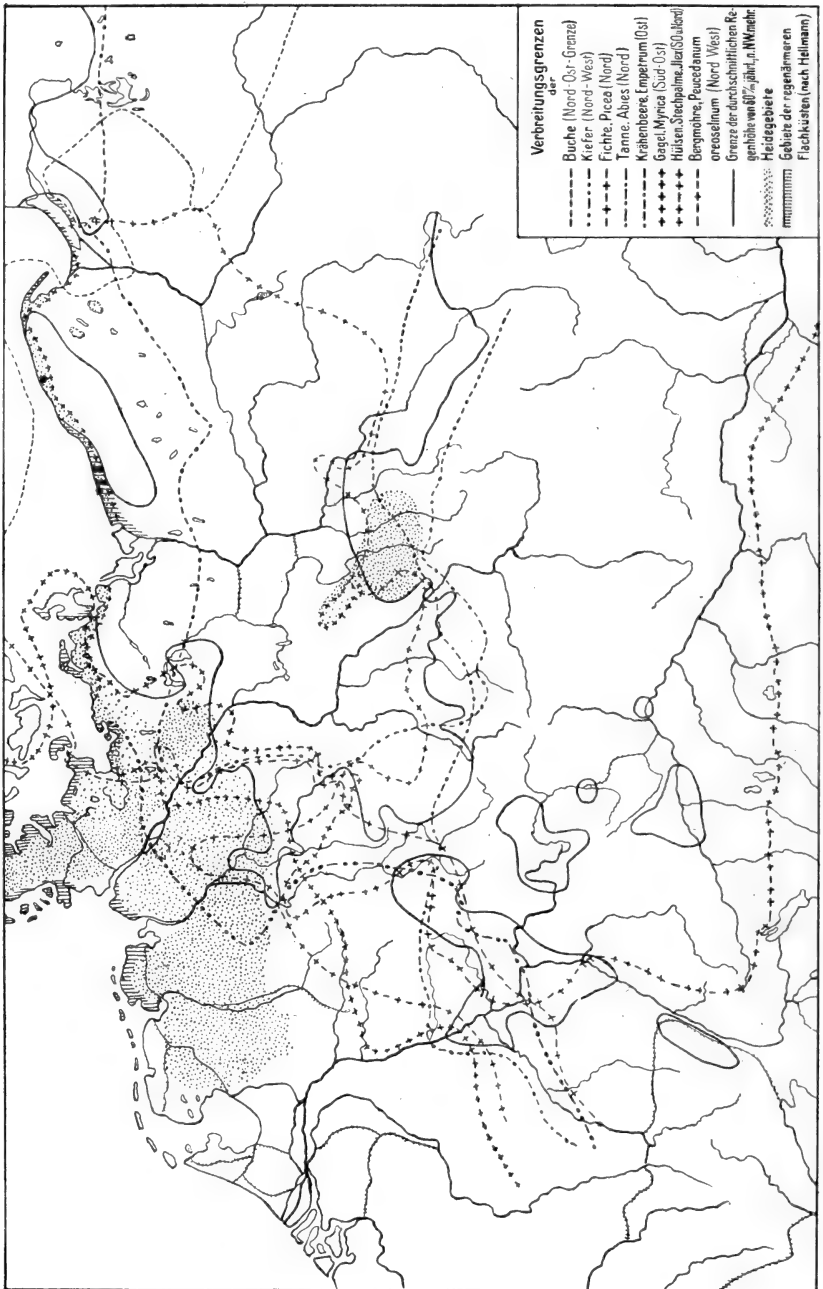 Verbreitungsgrenzen
der
Buche (Nord-Ost-Grenze)
Kiefer (Nord-West)
Fichte, Picea (Nord)
Tanne, Abies (Nord)
Krähenbeere, Empetrum (Ost)
Gagel, Myrica (Süd-Ost)
Hülsen, Stechpalme, Ilex (SO u. Nord)
Bergmohre, Peucedanum
oreoselinum (Nord West)
Grenze der durchschnittlichen Re-
genhöhe von 60 % jährl., n. NW mehr.
Heidegebiete
Gebiete der regenärmeren
Flachküsten (nach Hellmann)